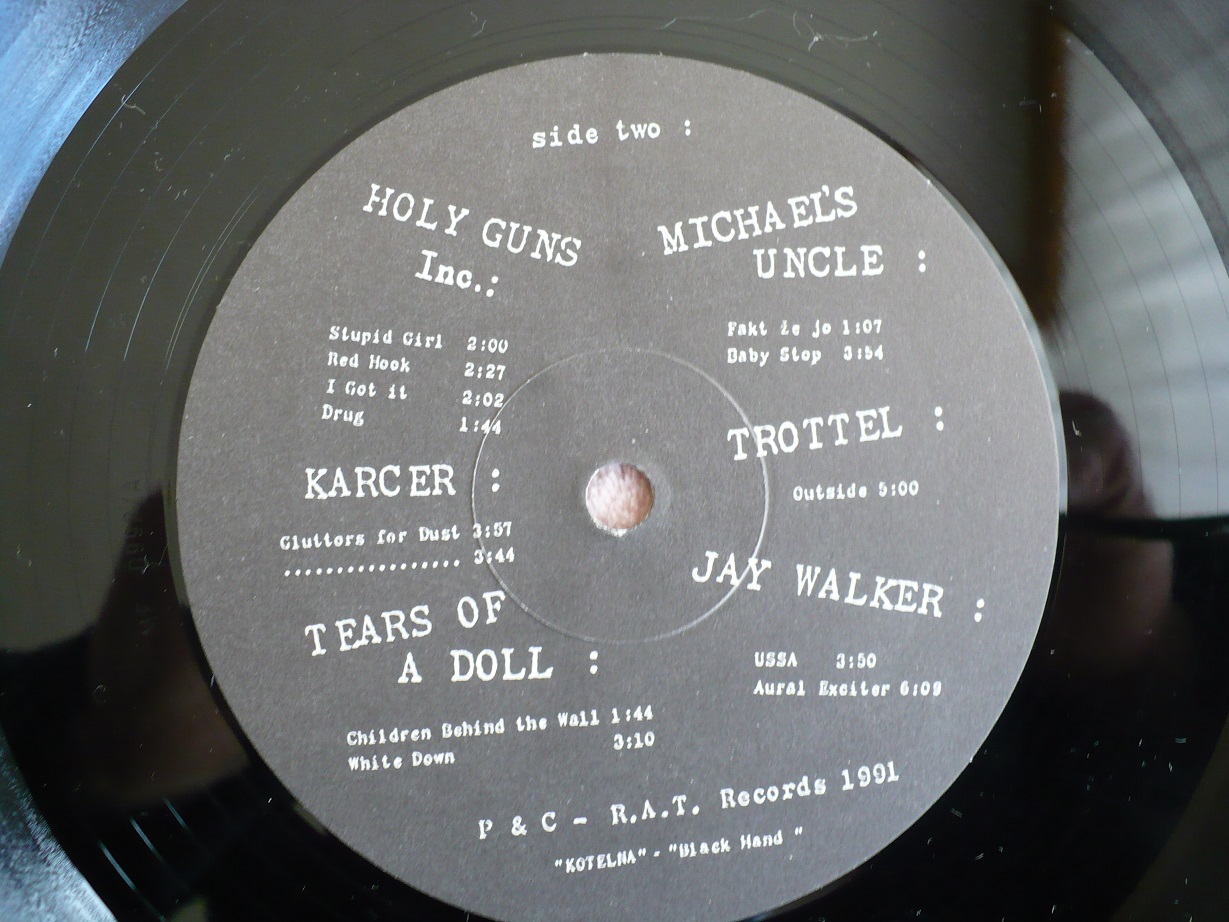 side two :
HOLY GUNS
Inc.:
Stupid Girl 2:00
Red Hook 2:27
I Got it 2:02
Drug 1:44
KARCER :
Gluttors for Dust 3:57
................. 3:44
TEARS OF
A DOLL :
Children Behind the Wall 1:44
White Down 3:10
MICHAEL'S
UNCLE :
Fakt že jo 1:07
Baby Stop 3:54
TROTTEL :
Outside 5:00
JAY WALKER :
USSA 3:50
Aural Exciter 6:09
P & C - R.A.T. Records 1991
"KOTELNA" - "Black Hand "